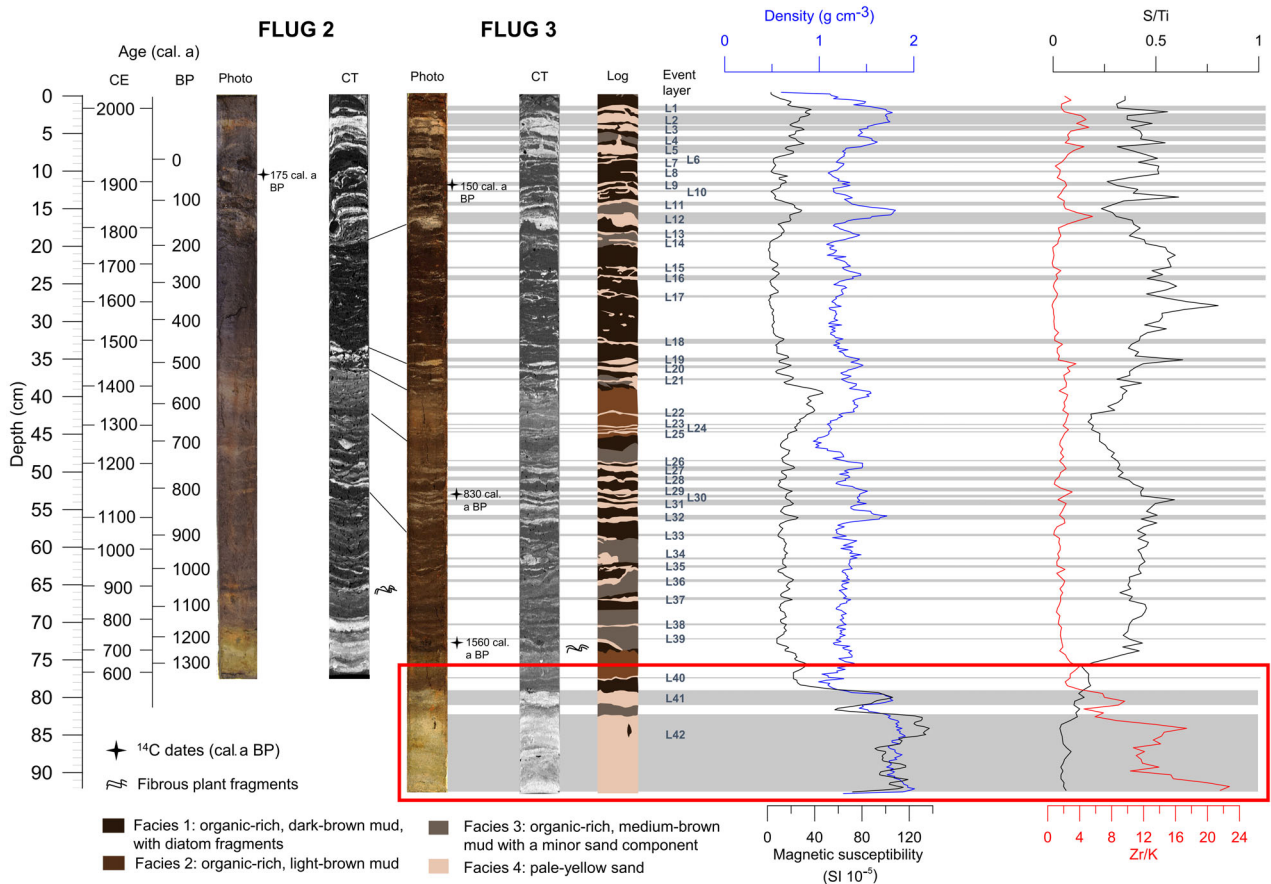 FLUG 2
FLUG 3
Age (cal. a)
CE
BP
Photo
CT
Photo
CT
Log
Event
layer
Density (g cm⁻³)
0
1
2
S/Ti
0
0.5
1
Depth (cm)
0
5
10
15
20
25
30
35
40
45
50
55
60
65
70
75
80
85
90
2000
1900
1800
1700
1600
1500
1400
1300
1200
1100
1000
900
800
700
600
0
100
200
300
400
500
600
700
800
900
1000
1100
1200
1300
175 cal. a
BP
150 cal. a
BP
830 cal.
a BP
1560 cal.
a BP
L1
L2
L3
L4
L5
L6
L7
L8
L9
L10
L11
L12
L13
L14
L15
L16
L17
L18
L19
L20
L21
L22
L23
L24
L25
L26
L27
L28
L29
L30
L31
L32
L33
L34
L35
L36
L37
L38
L39
L40
L41
L42
¹⁴C dates (cal. a BP)
Fibrous plant fragments
Facies 1: organic-rich, dark-brown mud,
with diatom fragments
Facies 2: organic-rich, light-brown mud
Facies 3: organic-rich, medium-brown
mud with a minor sand component
Facies 4: pale-yellow sand
0
40
80
120
Magnetic susceptibility
(SI 10⁻⁵)
0
4
8
12
16
20
24
Zr/K